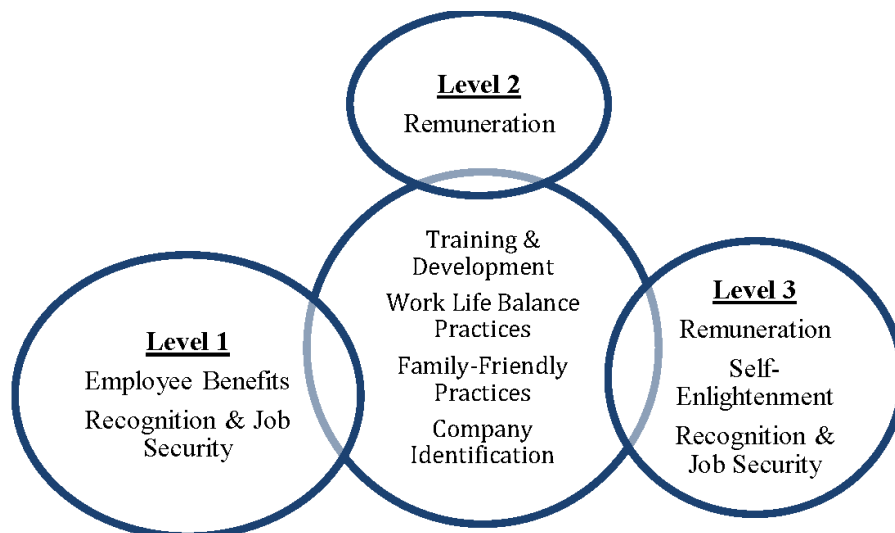 Level 2
Remuneration
Training &
Development
Work Life Balance
Practices
Family-Friendly
Practices
Company
Identification
Level 1
Employee Benefits
Recognition & Job
Security
Level 3
Remuneration
Self-
Enlightenment
Recognition &
Job Security